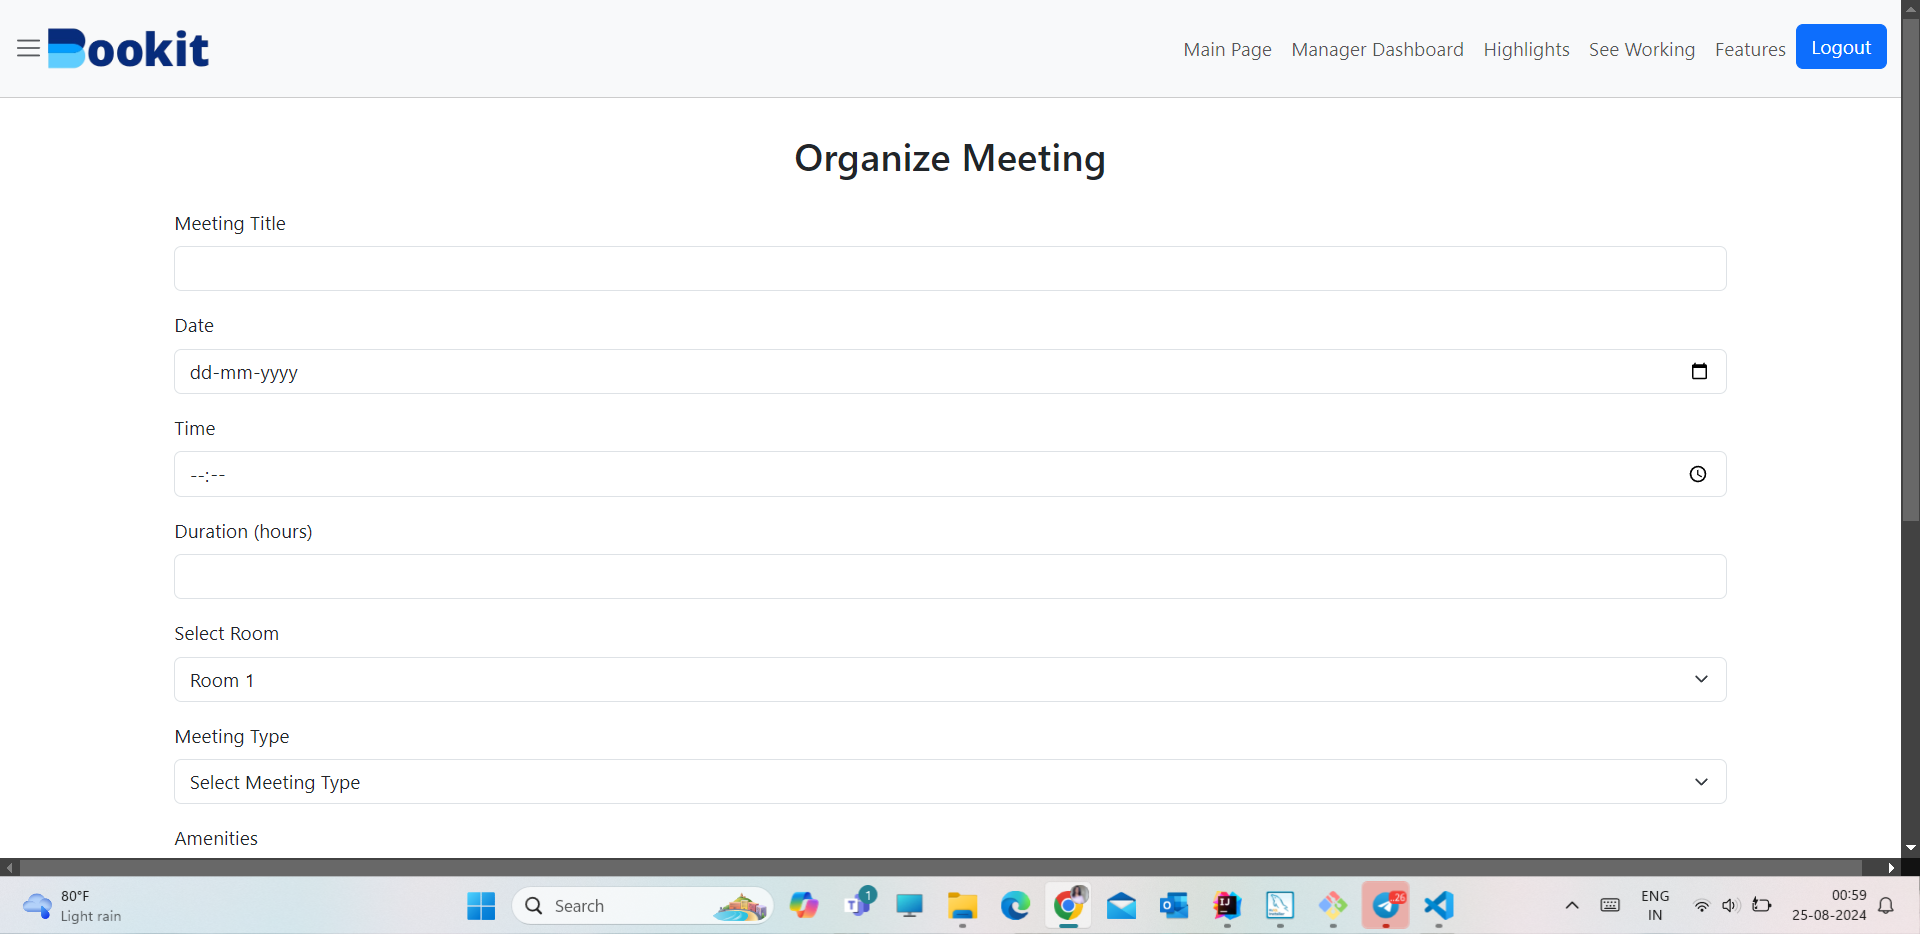 Bookit
Main Page Manager Dashboard Highlights See Working Features Logout
Organize Meeting
Meeting Title
Date
dd-mm-yyyy
Time
--:--
Duration (hours)
Select Room
Room 1
Meeting Type
Select Meeting Type
Amenities
80°F
Light rain
Search
1
26
ENG
IN
00:59
25-08-2024